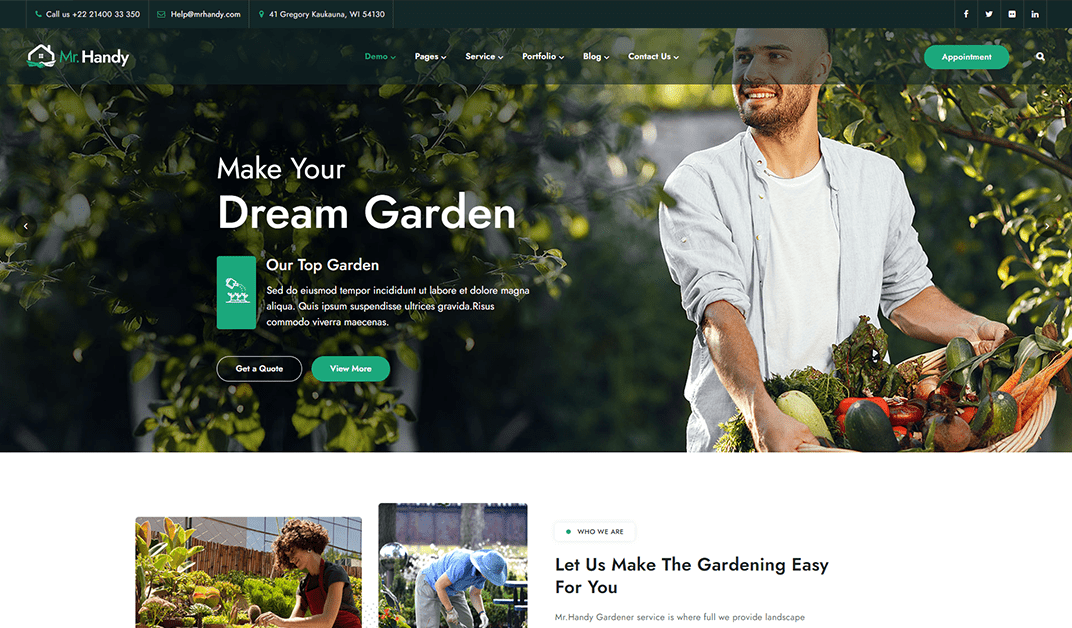 Call us +22 21400 33 350
Help@mrhandy.com
41 Gregory Kaukauna, WI 54130
Mr. Handy
Demo
Pages
Service
Portfolio
Blog
Contact Us
Appointment
Make Your
Dream Garden
Our Top Garden
Sed do eiusmod tempor incididunt ut labore et dolore magna
aliqua. Quis ipsum suspendisse ultrices gravida.Risus
commodo viverra maecenas.
Get a Quote
View More
WHO WE ARE
Let Us Make The Gardening Easy
For You
Mr.Handy Gardener service is where full we provide landscape